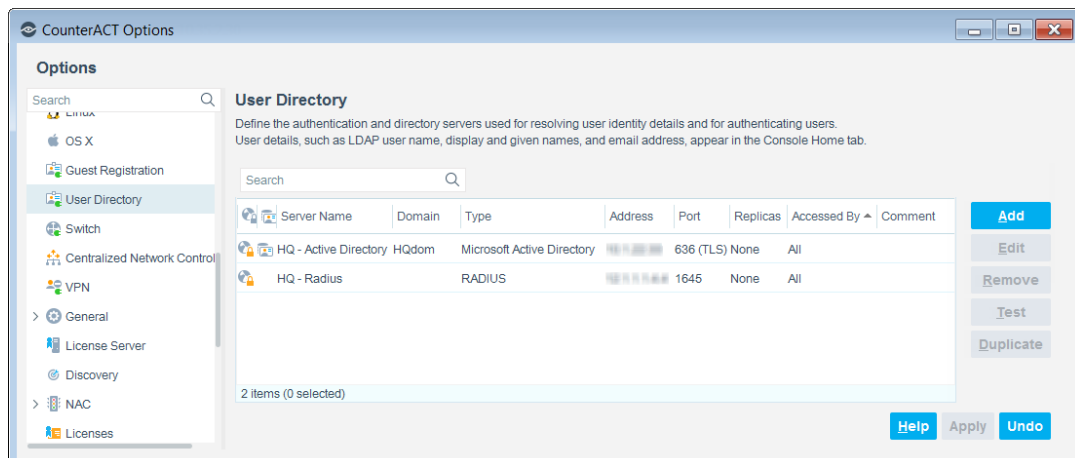 CounterACT Options
Options
Search
Linux
OS X
Guest Registration
User Directory
Switch
Centralized Network Control
VPN
General
License Server
Discovery
NAC
Licenses
User Directory
Define the authentication and directory servers used for resolving user identity details and for authenticating users.
User details, such as LDAP user name, display and given names, and email address, appear in the Console Home tab.
Search
Server Name Domain Type Address Port Replicas Accessed By Comment
HQ - Active Directory HQdom Microsoft Active Directory 636 (TLS) None All
HQ - Radius RADIUS 1645 None All
2 items (0 selected)
Add
Edit
Remove
Test
Duplicate
Help Apply Undo